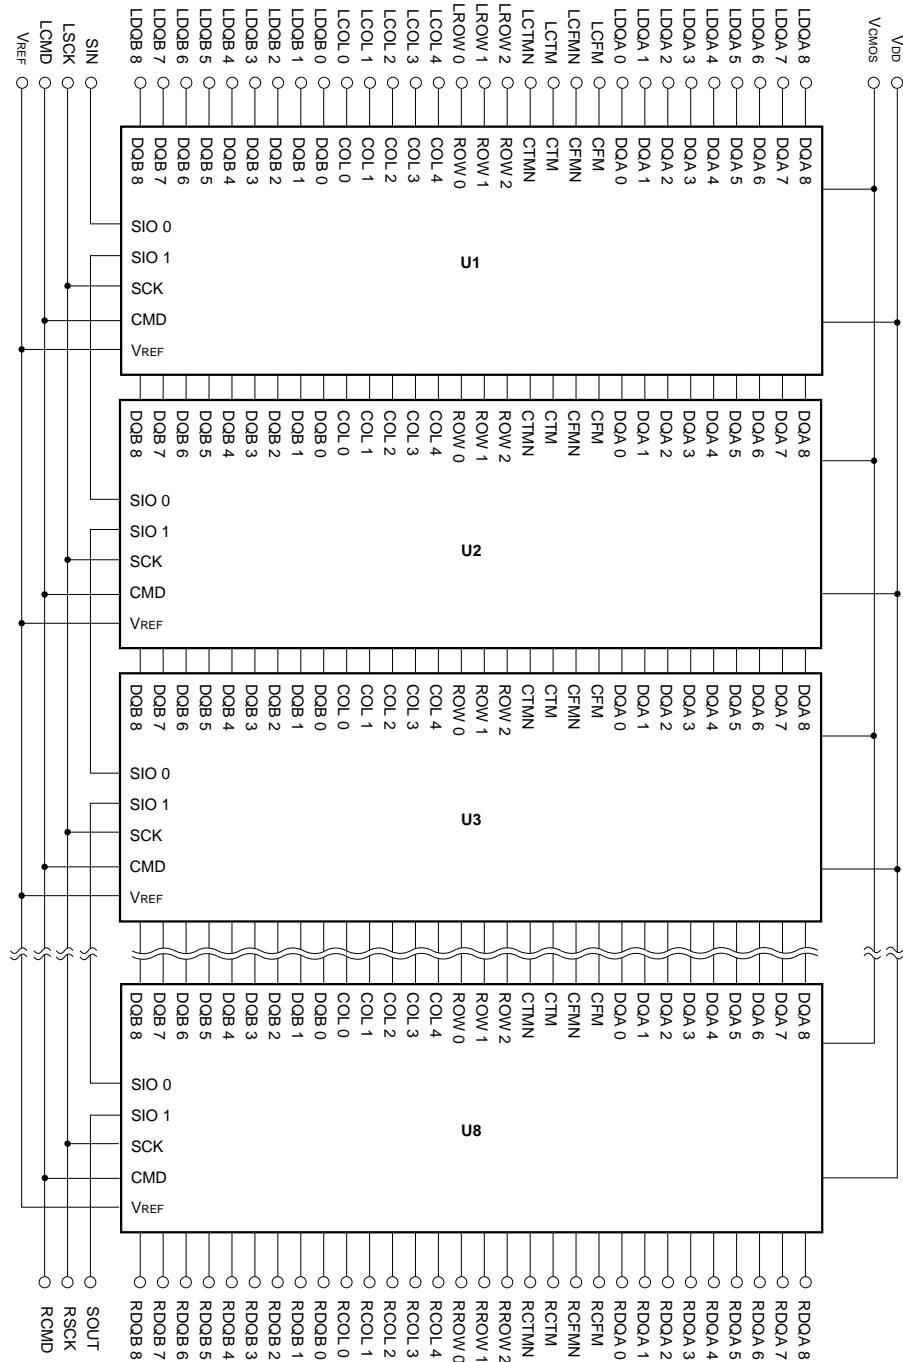 VREF
LCMD
LSCK
SIN
LDQB 8
LDQB 7
LDQB 6
LDQB 5
LDQB 4
LDQB 3
LDQB 2
LDQB 1
LDQB 0
LCOL 0
LCOL 1
LCOL 2
LCOL 3
LCOL 4
LROW 0
LROW 1
LROW 2
LCTMN
LCTM
LCFMN
LCFM
LDQA 0
LDQA 1
LDQA 2
LDQA 3
LDQA 4
LDQA 5
LDQA 6
LDQA 7
LDQA 8
VCMOS
VDD
DQB 8
DQB 7
DQB 6
DQB 5
DQB 4
DQB 3
DQB 2
DQB 1
DQB 0
COL 0
COL 1
COL 2
COL 3
COL 4
ROW 0
ROW 1
ROW 2
CTMN
CTM
CFMN
CFM
DQA 0
DQA 1
DQA 2
DQA 3
DQA 4
DQA 5
DQA 6
DQA 7
DQA 8
SIO 0
SIO 1
U1
SCK
CMD
VREF
DQB 8
DQB 7
DQB 6
DQB 5
DQB 4
DQB 3
DQB 2
DQB 1
DQB 0
COL 0
COL 1
COL 2
COL 3
COL 4
ROW 0
ROW 1
ROW 2
CTMN
CTM
CFMN
CFM
DQA 0
DQA 1
DQA 2
DQA 3
DQA 4
DQA 5
DQA 6
DQA 7
DQA 8
SIO 0
SIO 1
U2
SCK
CMD
VREF
DQB 8
DQB 7
DQB 6
DQB 5
DQB 4
DQB 3
DQB 2
DQB 1
DQB 0
COL 0
COL 1
COL 2
COL 3
COL 4
ROW 0
ROW 1
ROW 2
CTMN
CTM
CFMN
CFM
DQA 0
DQA 1
DQA 2
DQA 3
DQA 4
DQA 5
DQA 6
DQA 7
DQA 8
SIO 0
SIO 1
U3
SCK
CMD
VREF
DQB 8
DQB 7
DQB 6
DQB 5
DQB 4
DQB 3
DQB 2
DQB 1
DQB 0
COL 0
COL 1
COL 2
COL 3
COL 4
ROW 0
ROW 1
ROW 2
CTMN
CTM
CFMN
CFM
DQA 0
DQA 1
DQA 2
DQA 3
DQA 4
DQA 5
DQA 6
DQA 7
DQA 8
SIO 0
SIO 1
U8
SCK
CMD
VREF
RCMD
RSCK
SOUT
RDQB 8
RDQB 7
RDQB 6
RDQB 5
RDQB 4
RDQB 3
RDQB 2
RDQB 1
RDQB 0
RCOL 0
RCOL 1
RCOL 2
RCOL 3
RCOL 4
RROW 0
RROW 1
RROW 2
RCTMN
RCTM
RCFMN
RCFM
RDQA 0
RDQA 1
RDQA 2
RDQA 3
RDQA 4
RDQA 5
RDQA 6
RDQA 7
RDQA 8